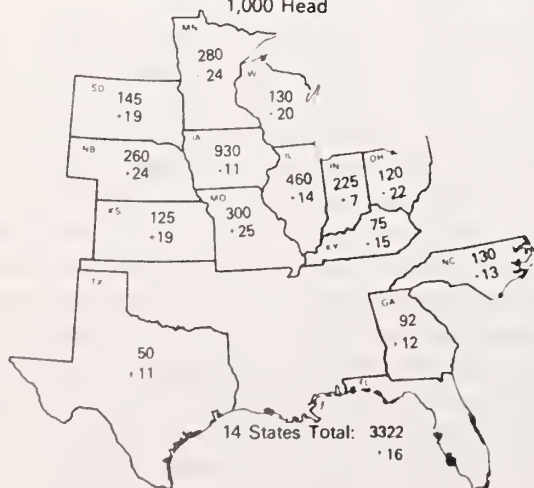 1,000 Head
MN
280
24
W
130
+20
SD
145
+19
IA
930
+11
NB
260
+24
IL
460
+14
IN
225
+7
OH
120
+22
KS
125
+19
MO
300
+25
KY
75
+15
NC
130
+13
TX
50
+11
GA
92
+12
FL
14 States Total: 3322
+16